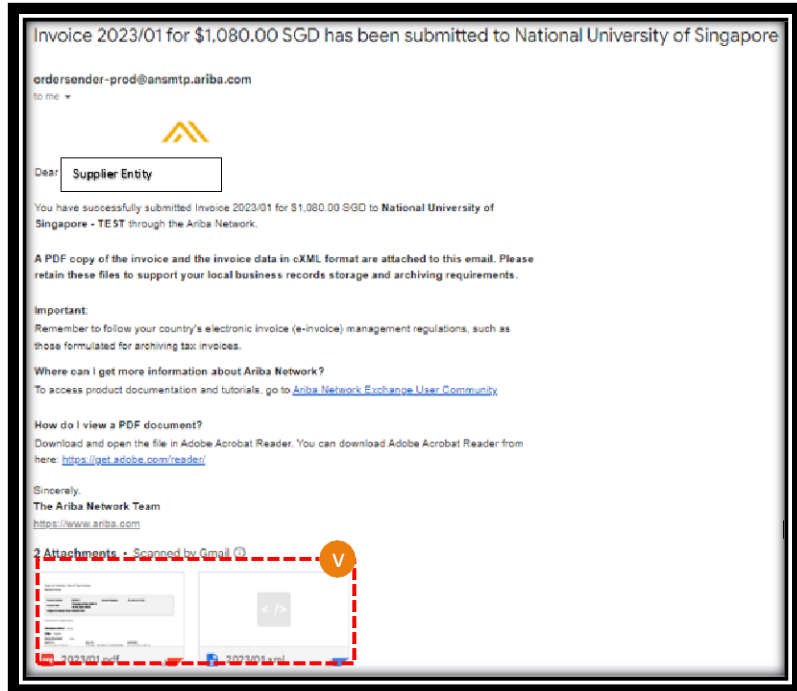 Invoice 2023/01 for $1,080.00 SGD has been submitted to National University of Singapore
ordersender-prod@ansmtp.ariba.com
to me
Dear Supplier Entity
You have successfully submitted Invoice 2023/01 for $1,080.00 SGD to National University of
Singapore - TEST through the Ariba Network.
A PDF copy of the invoice and the invoice data in cXML format are attached to this email. Please
retain these files to support your local business records storage and archiving requirements.
Important:
Remember to follow your country's electronic invoice (e-invoice) management regulations, such as
those formulated for archiving tax invoices.
Where can I get more information about Ariba Network?
To access product documentation and tutorials, go to Ariba Network Exchange User Community
How do I view a PDF document?
Download and open the file in Adobe Acrobat Reader. You can download Adobe Acrobat Reader from
here: https://get.adobe.com/reader/
Sincerely,
The Ariba Network Team
https://www.ariba.com
2 Attachments • Scanned by Gmail
V
</>
2023/01.pdf
2023/01.xml